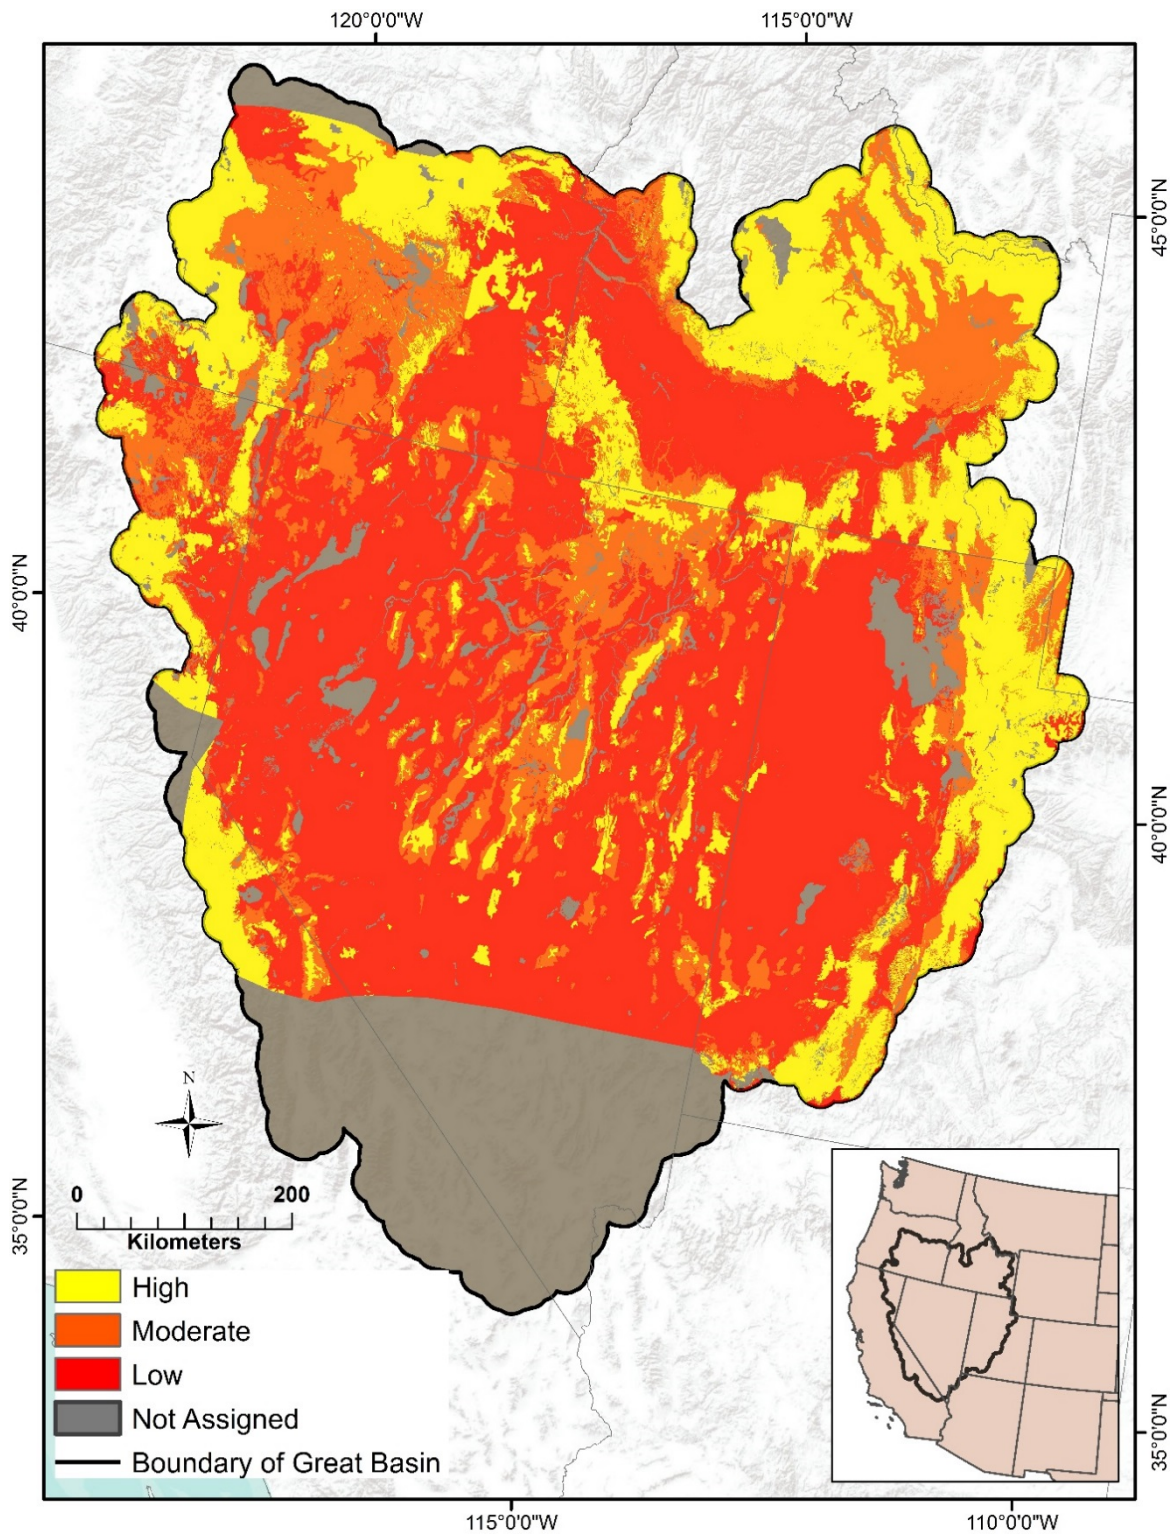 120°0'0"W
115°0'0"W
45°0'0"N
40°0'0"N
40°0'0"N
N
35°0'0"N
0
200
Kilometers
High
Moderate
Low
Not Assigned
Boundary of Great Basin
35°0'0"N
115°0'0"W
110°0'0"W